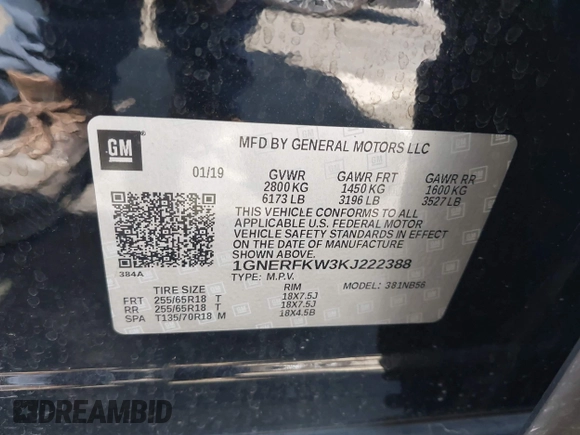 GM
MFD BY GENERAL MOTORS LLC
01/19
GVWR GAWR FRT GAWR RR
2800 KG 1450 KG 1600 KG
6173 LB 3196 LB 3527 LB
THIS VEHICLE CONFORMS TO ALL
APPLICABLE U.S. FEDERAL MOTOR
VEHICLE SAFETY STANDARDS IN EFFECT
ON THE DATE OF MANUFACTURE
SHOWN ABOVE.
1GNERFKW3KJ222388
384A
TYPE: M.P.V. MODEL: 381NB56
TIRE SIZE RIM
FRT 255/65R18 T 18X7.5J
RR 255/65R18 T 18X7.5J
SPA T135/70R18 M 18X4.5B
DREAMBID